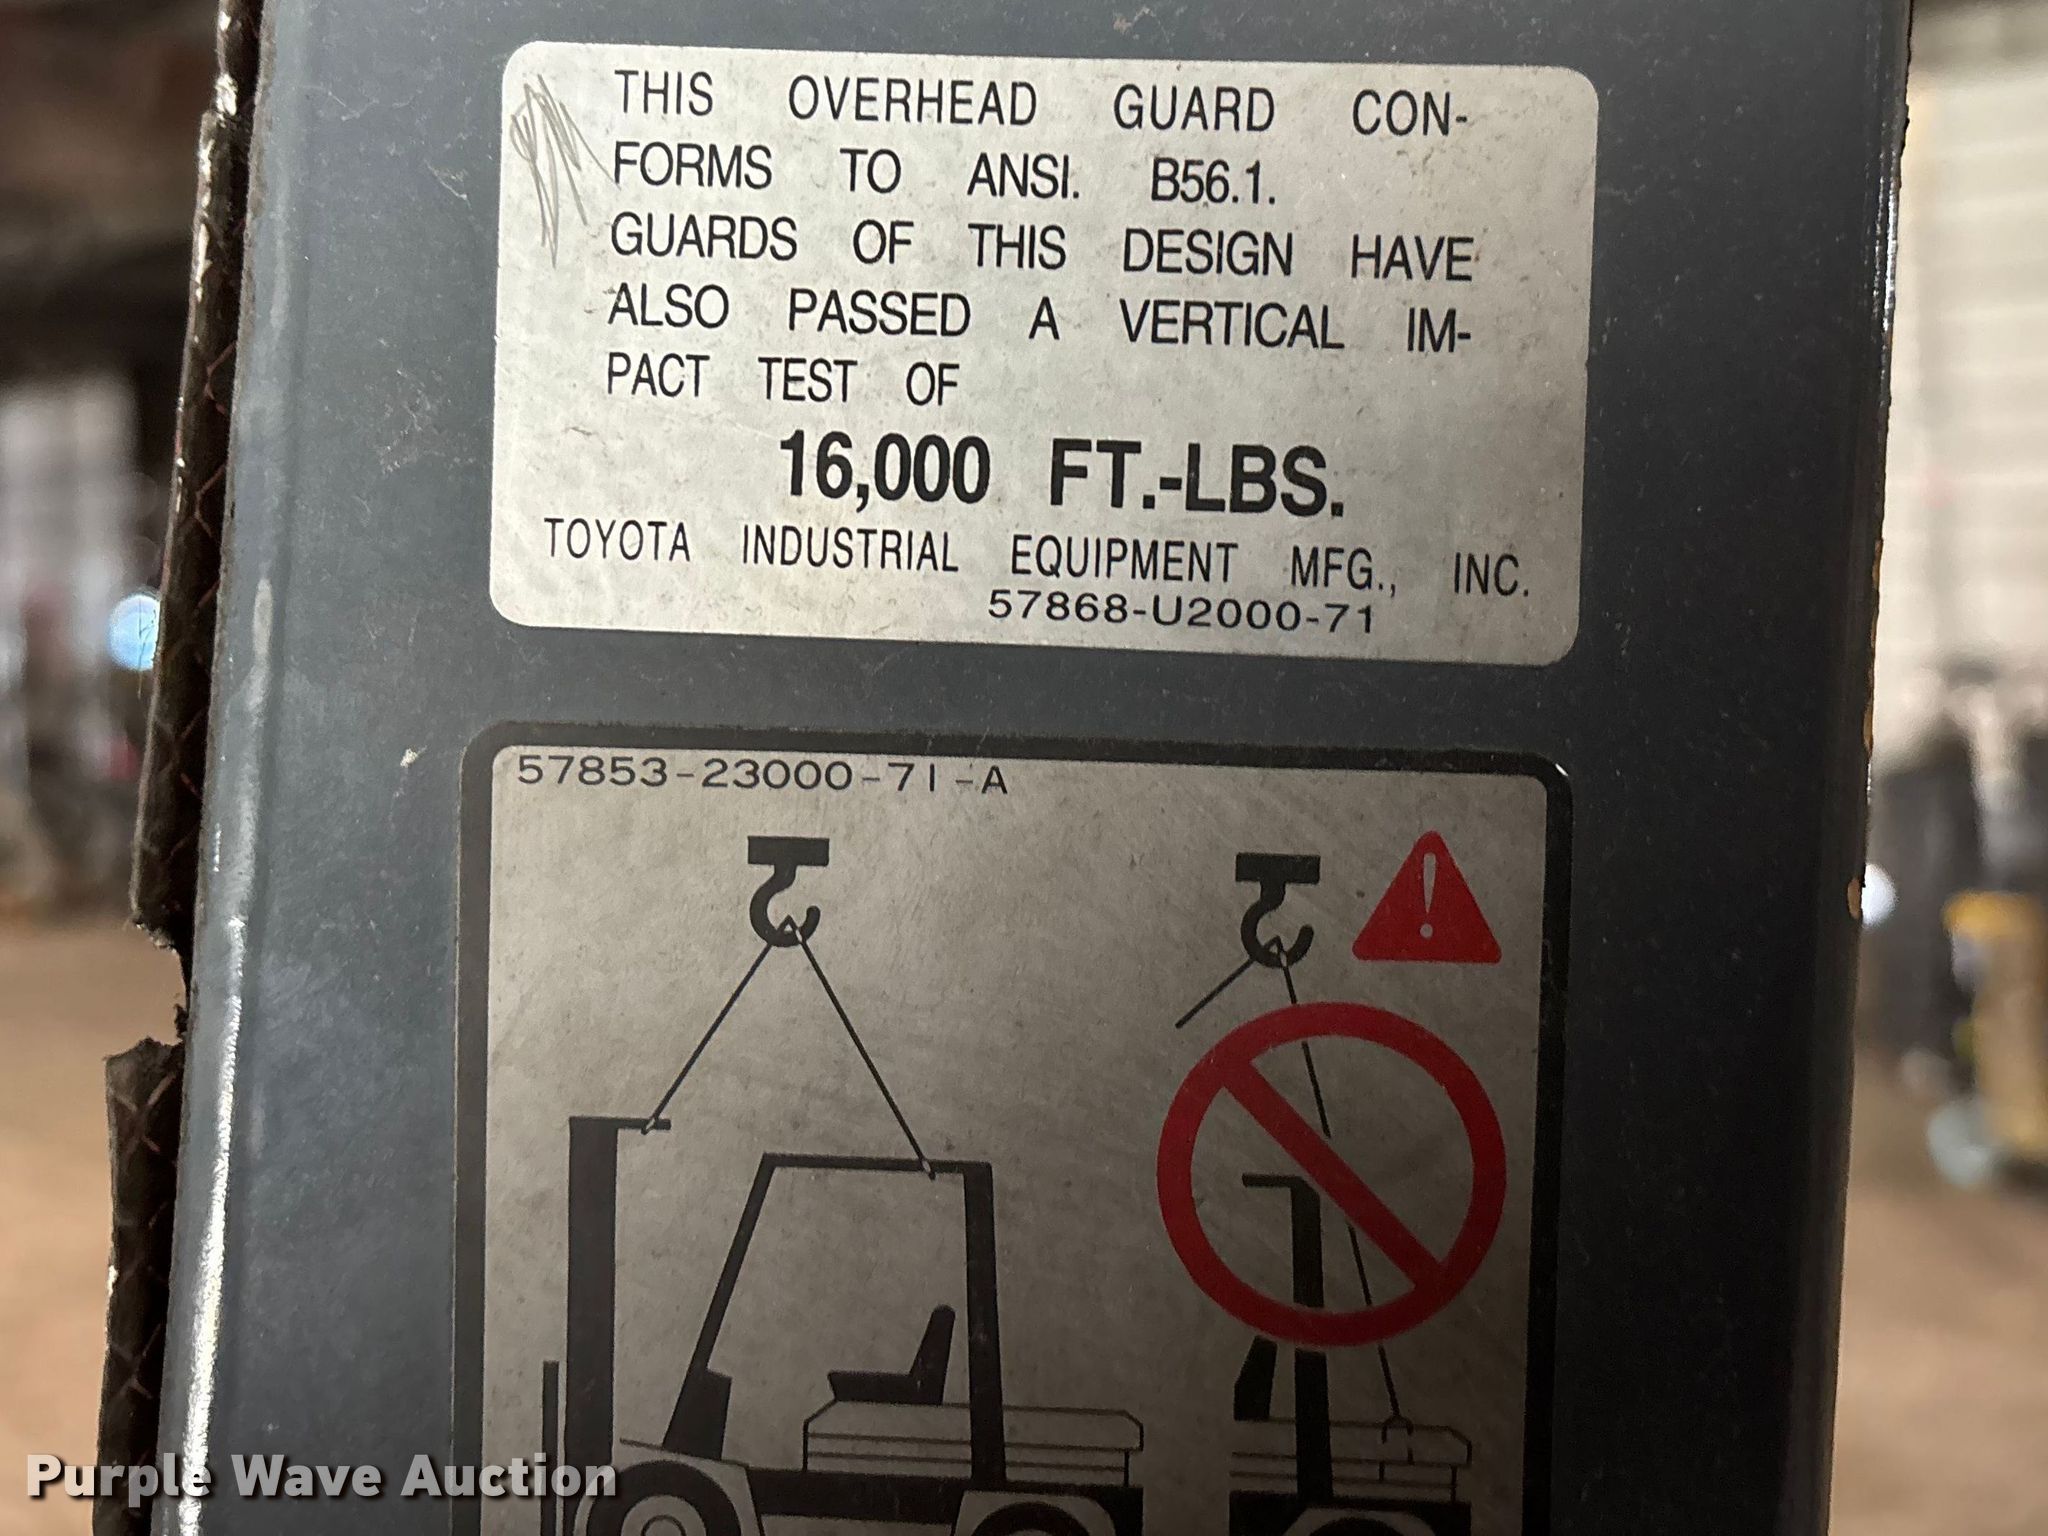 THIS OVERHEAD GUARD CON-
FORMS TO ANSI. B56.1.
GUARDS OF THIS DESIGN HAVE
ALSO PASSED A VERTICAL IM-
PACT TEST OF
16,000 FT.-LBS.
TOYOTA INDUSTRIAL EQUIPMENT MFG., INC.
57868-U2000-71
57853-23000-71-A
Purple Wave Auction